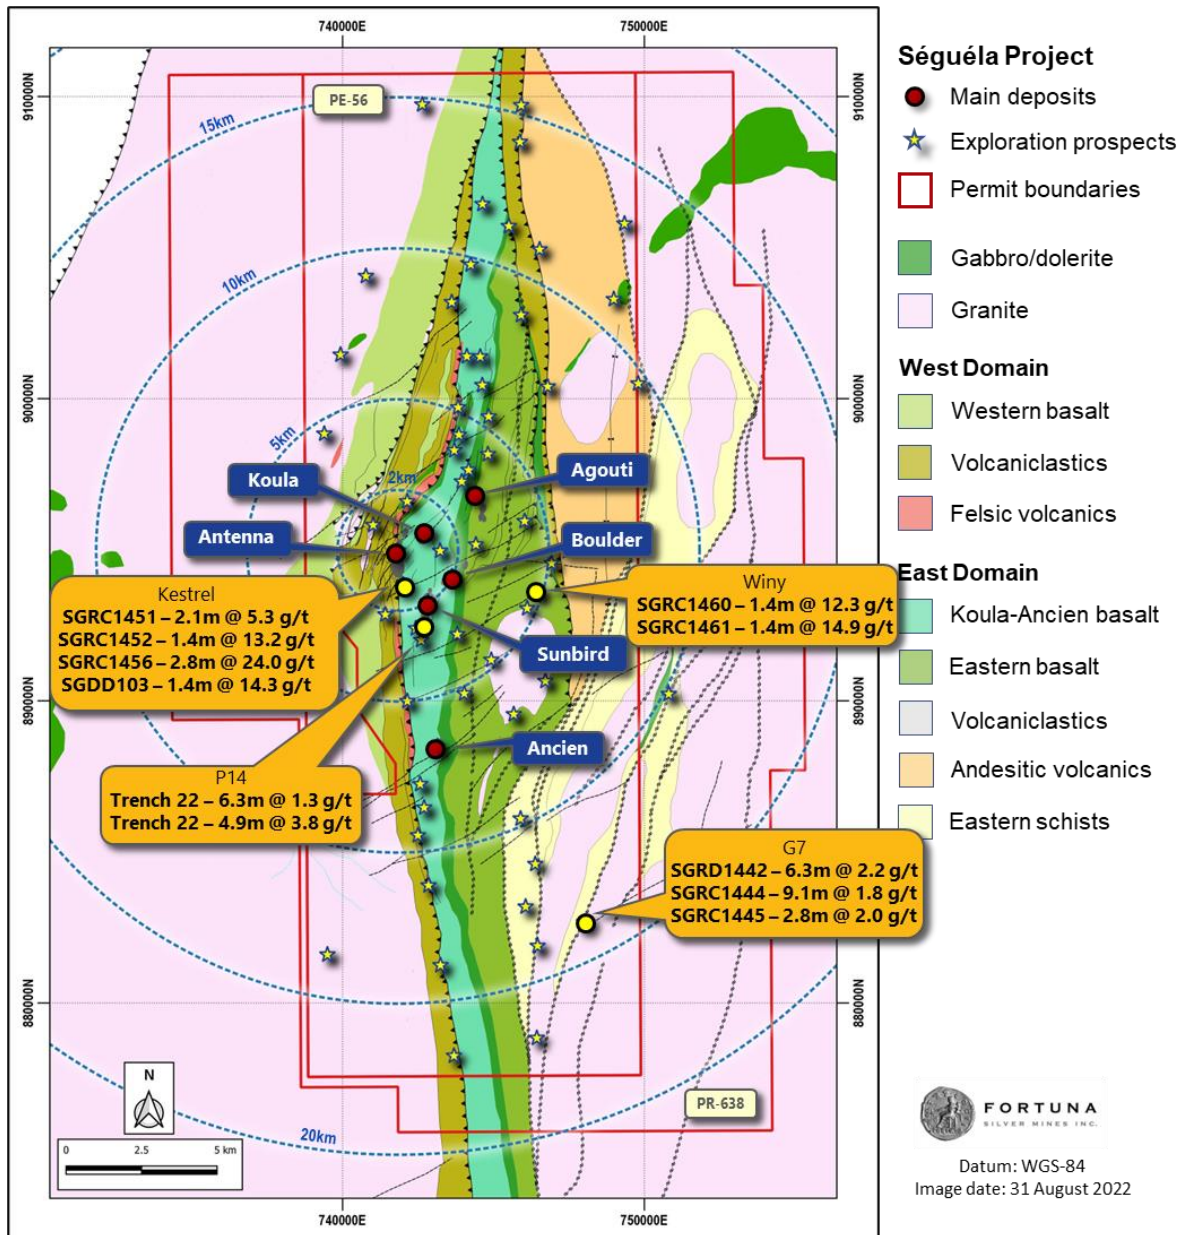 740000E
750000E
910000N
910000N
PE-56
15km
10km
900000N
900000N
5km
2km
Koula
Agouti
Antenna
Boulder
Kestrel
SGRC1451 – 2.1m @ 5.3 g/t
SGRC1452 – 1.4m @ 13.2 g/t
SGRC1456 – 2.8m @ 24.0 g/t
SGDD103 – 1.4m @ 14.3 g/t
Winy
SGRC1460 – 1.4m @ 12.3 g/t
SGRC1461 – 1.4m @ 14.9 g/t
Sunbird
890000N
890000N
Ancien
P14
Trench 22 – 6.3m @ 1.3 g/t
Trench 22 – 4.9m @ 3.8 g/t
G7
SGRD1442 – 6.3m @ 2.2 g/t
SGRC1444 – 9.1m @ 1.8 g/t
SGRC1445 – 2.8m @ 2.0 g/t
880000N
880000N
N
PR-638
20km
0 2.5 5 km
740000E
750000E
Séguéla Project
Main deposits
Exploration prospects
Permit boundaries
Gabbro/dolerite
Granite
West Domain
Western basalt
Volcaniclastics
Felsic volcanics
East Domain
Koula-Ancien basalt
Eastern basalt
Volcaniclastics
Andesitic volcanics
Eastern schists
FORTUNA
SILVER MINES INC.
Datum: WGS-84
Image date: 31 August 2022